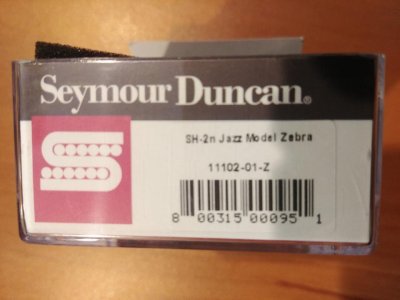 Seymour Duncan®
SH-2n Jazz Model Zebra
11102-01-Z
8 00315 00095 1